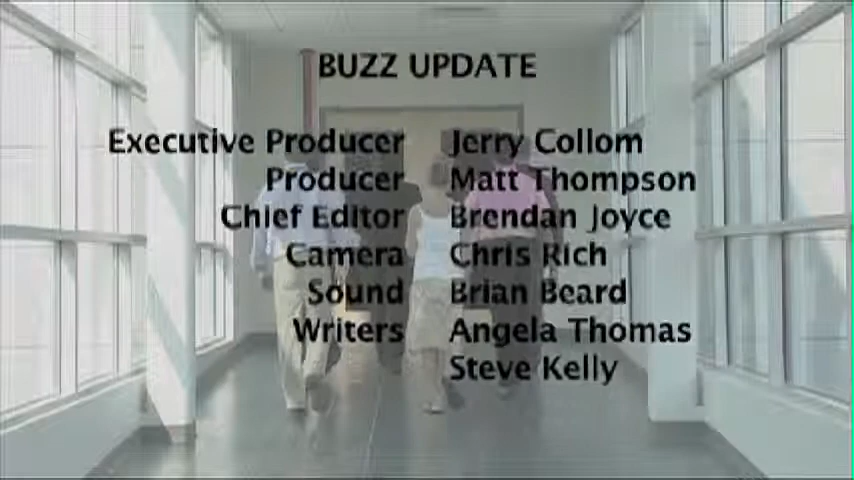 BUZZ UPDATE
Executive Producer Jerry Collom
Producer Matt Thompson
Chief Editor Brendan Joyce
Camera Chris Rich
Sound Brian Beard
Writers Angela Thomas
Steve Kelly